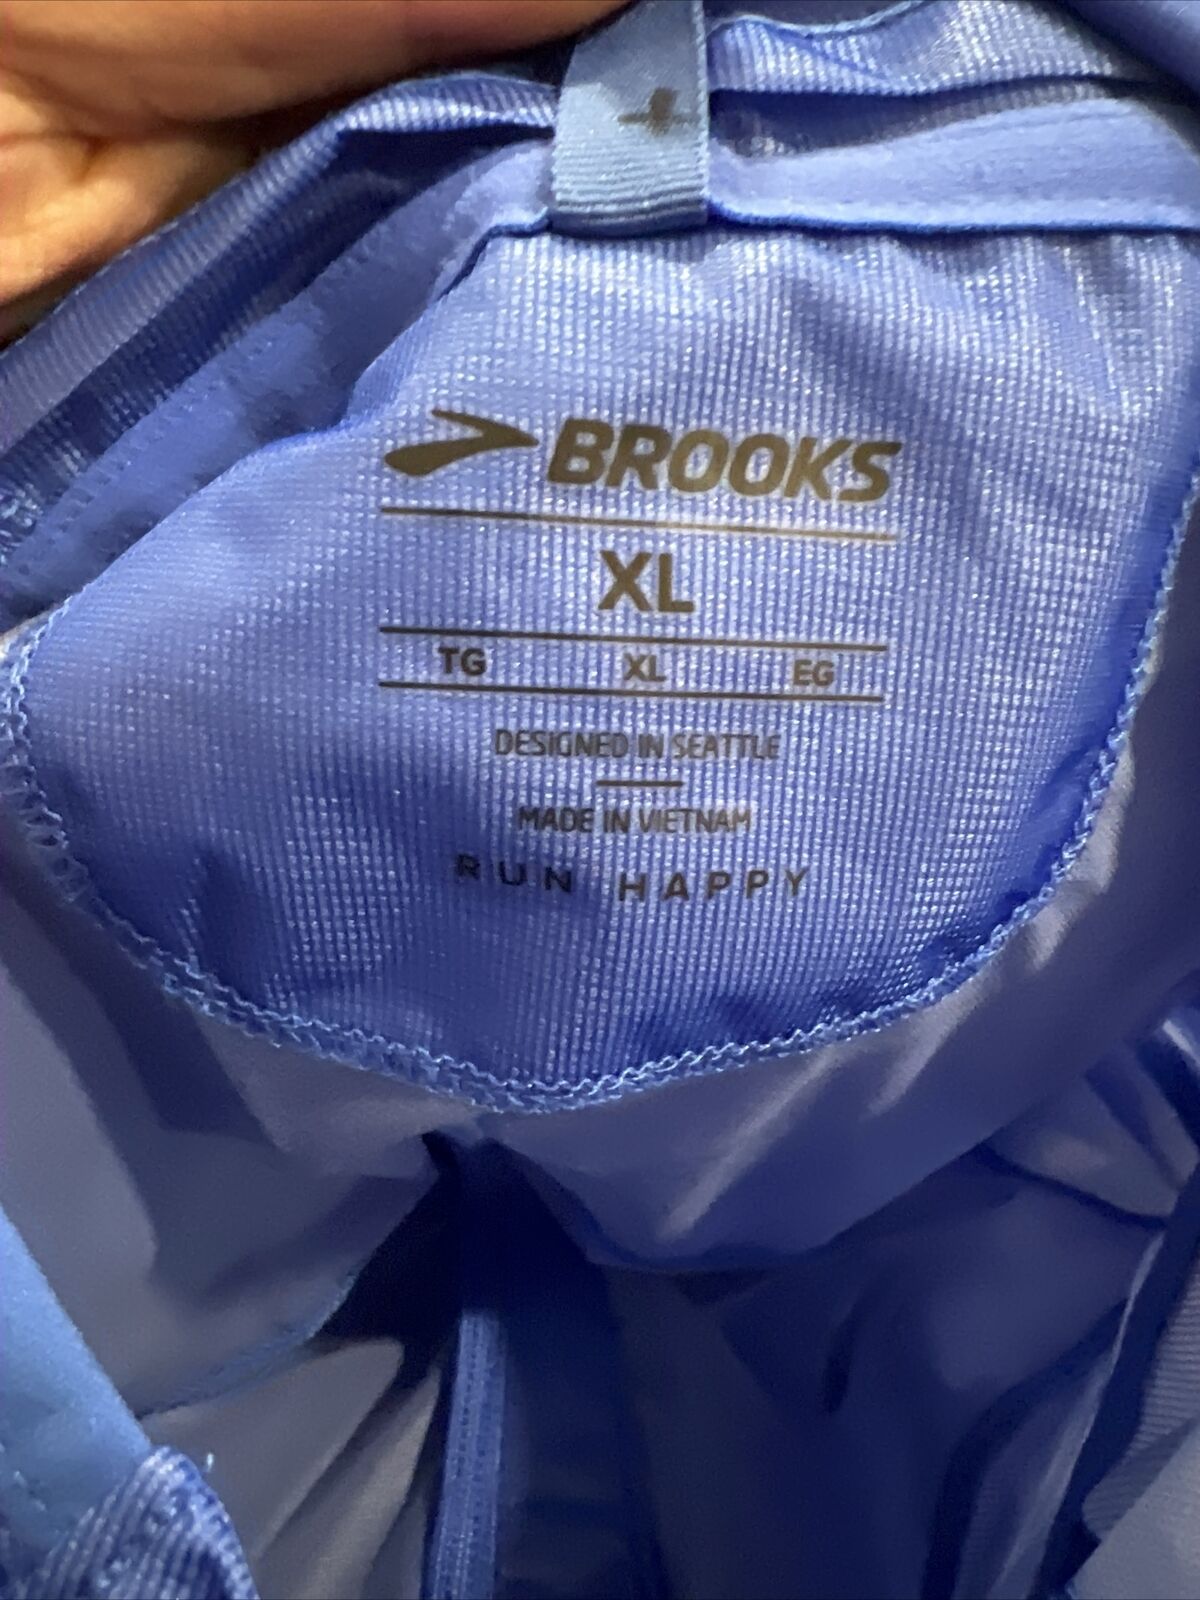 BROOKS
XL
TG XL EG
DESIGNED IN SEATTLE
MADE IN VIETNAM
RUN HAPPY